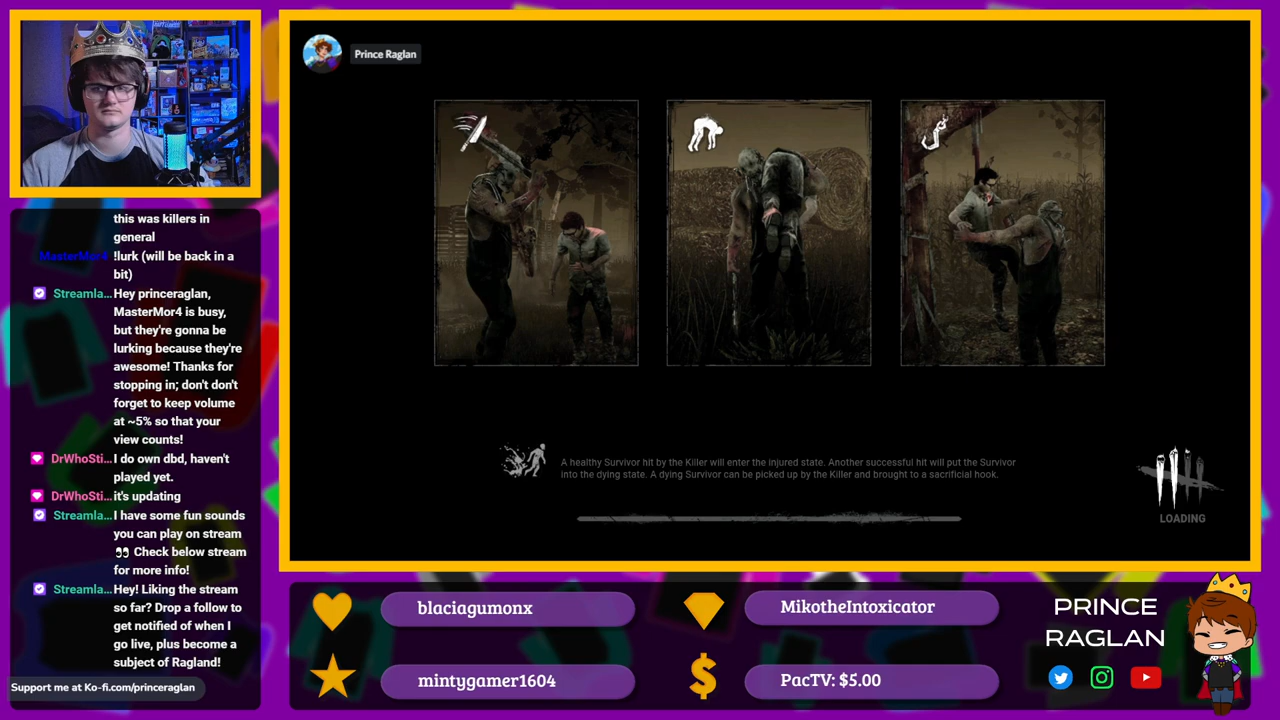 Prince Raglan
this was killers in
general
MasterMor4 !lurk (will be back in a
bit)
Streamla... Hey princeraglan,
MasterMor4 is busy,
but they're gonna be
lurking because they're
awesome! Thanks for
stopping in; don't don't
forget to keep volume
at ~5% so that your
view counts!
DrWhoSti... I do own dbd, haven't
played yet.
DrWhoSti... it's updating
Streamla... I have some fun sounds
you can play on stream
👀 Check below stream
for more info!
Streamla... Hey! Liking the stream
so far? Drop a follow to
get notified of when I
go live, plus become a
subject of Ragland!
Support me at Ko-fi.com/princeraglan
A healthy Survivor hit by the Killer will enter the injured state. Another successful hit will put the Survivor
into the dying state. A dying Survivor can be picked up by the Killer and brought to a sacrificial hook.
LOADING
blaciagumonx
MikotheIntoxicator
mintygamer1604
PacTV: $5.00
PRINCE
RAGLAN